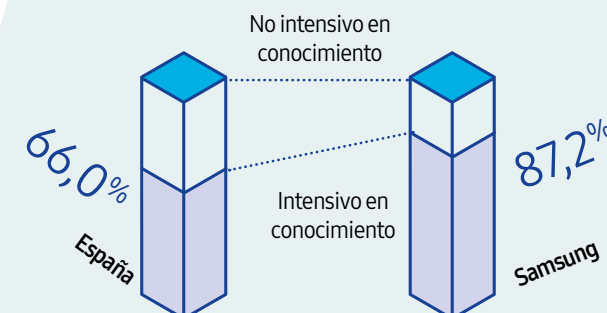 No intensivo en
conocimiento
66,0%
87,2%
Intensivo en
conocimiento
España
Samsung